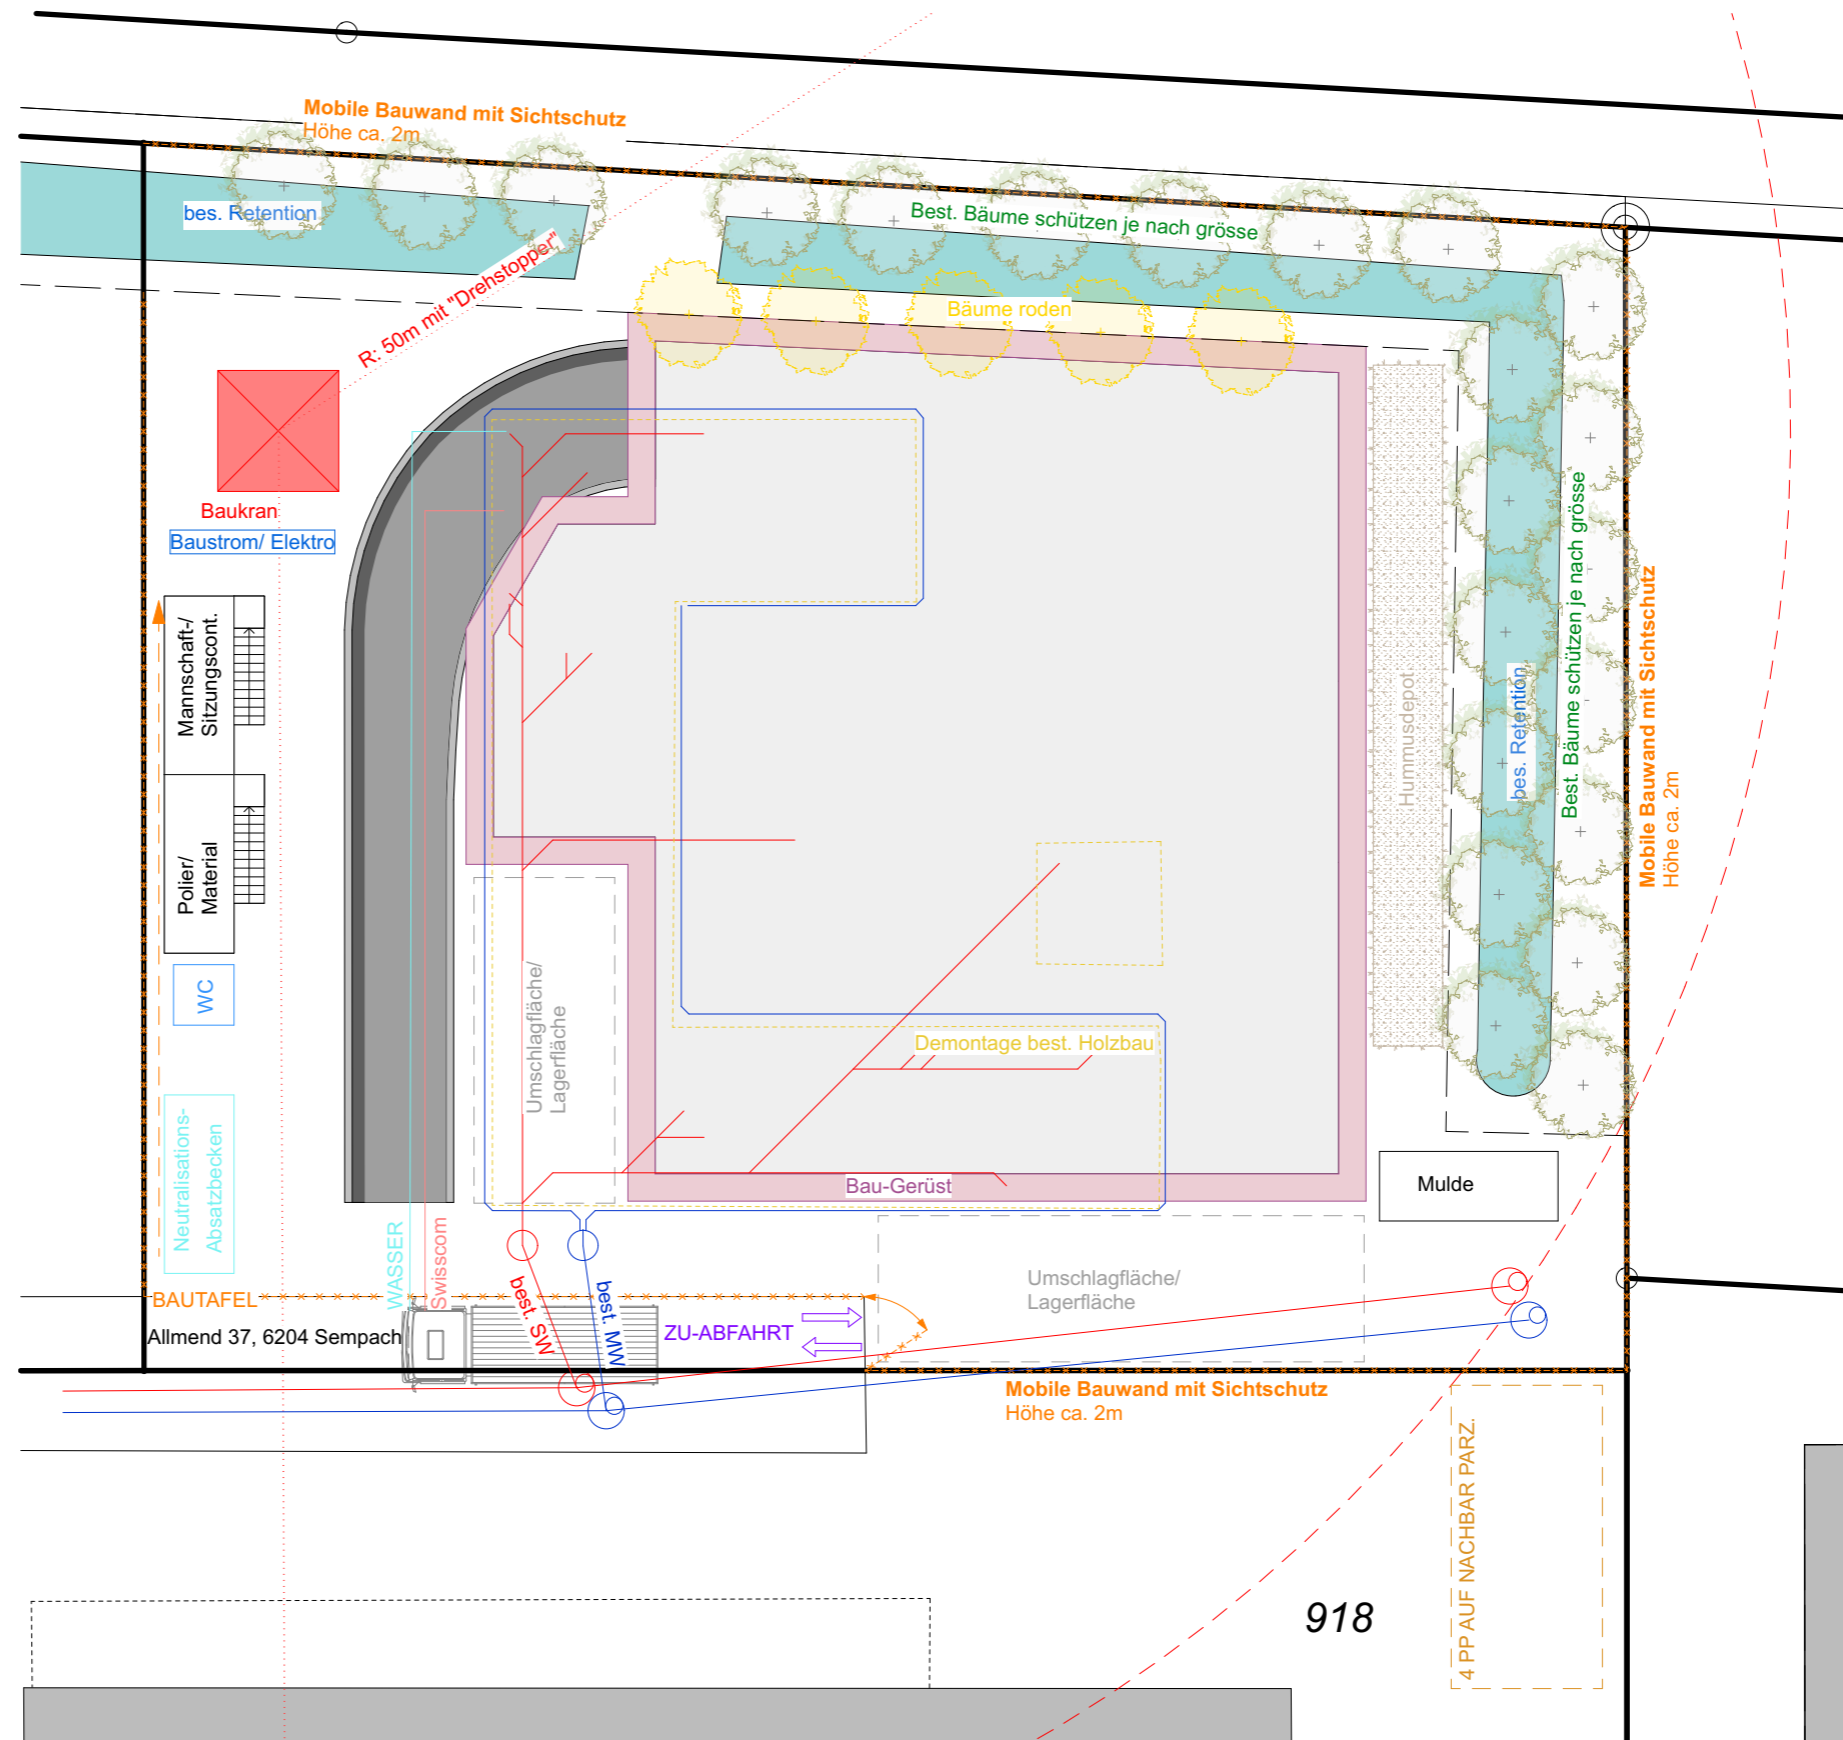 Mobile Bauwand mit Sichtschutz
Höhe ca. 2m
bes. Retention
Best. Bäume schützen je nach grösse
R: 50m mit "Drehstopper"
Bäume roden
Baukran
Baustrom/ Elektro
Mannschaft-/
Sitzungscont.
Polier/
Material
WC
Neutralisations-
Absatzbecken
Umschlagfläche/
Lagerfläche
Hummusdepot
bes. Retention
Best. Bäume schützen je nach grösse
Mobile Bauwand mit Sichtschutz
Höhe ca. 2m
Demontage best. Holzbau
Bau-Gerüst
Mulde
WASSER
Swisscom
best. SW
best. MW
BAUTAFEL
Allmend 37, 6204 Sempach
ZU-ABFAHRT
Umschlagfläche/
Lagerfläche
Mobile Bauwand mit Sichtschutz
Höhe ca. 2m
4 PP AUF NACHBAR PARZ.
918